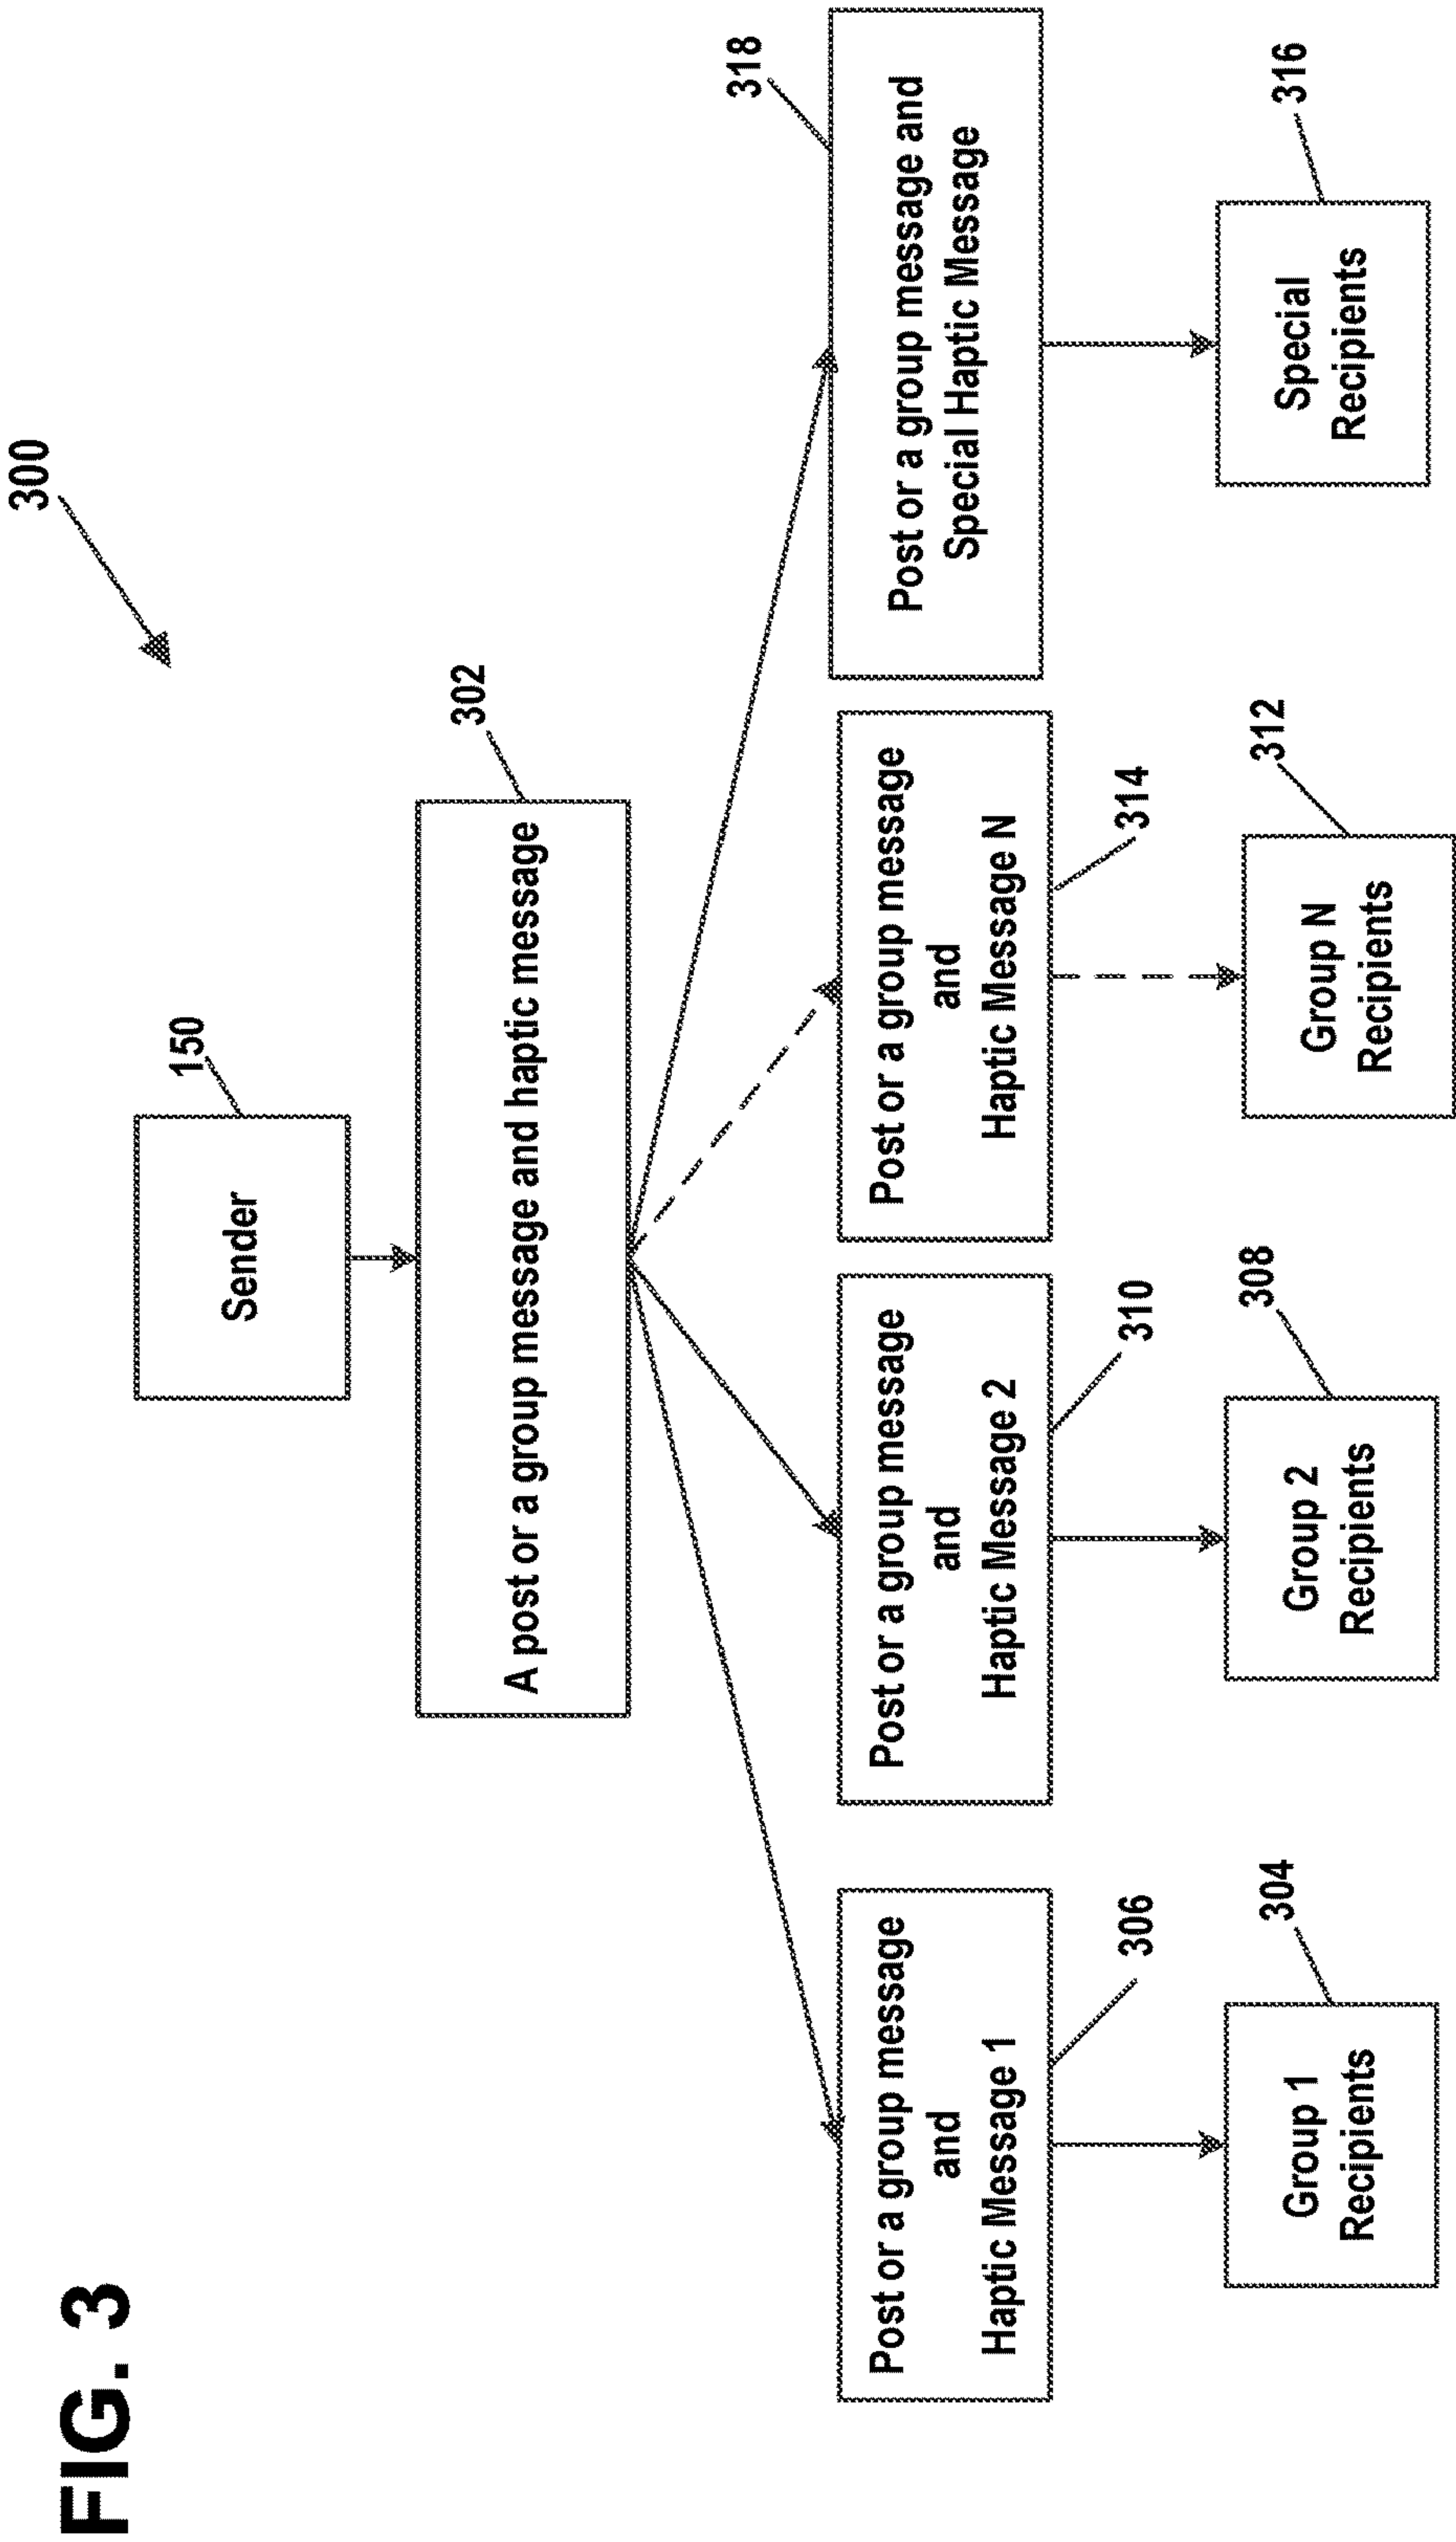 FIG. 3
300
150
Sender
302
A post or a group message and haptic message
318
Post or a group message
and
Haptic Message 1
306
Post or a group message
and
Haptic Message 2
310
Post or a group message
and
Haptic Message N
314
Post or a group message and
Special Haptic Message
304
Group 1
Recipients
308
Group 2
Recipients
312
Group N
Recipients
316
Special
Recipients